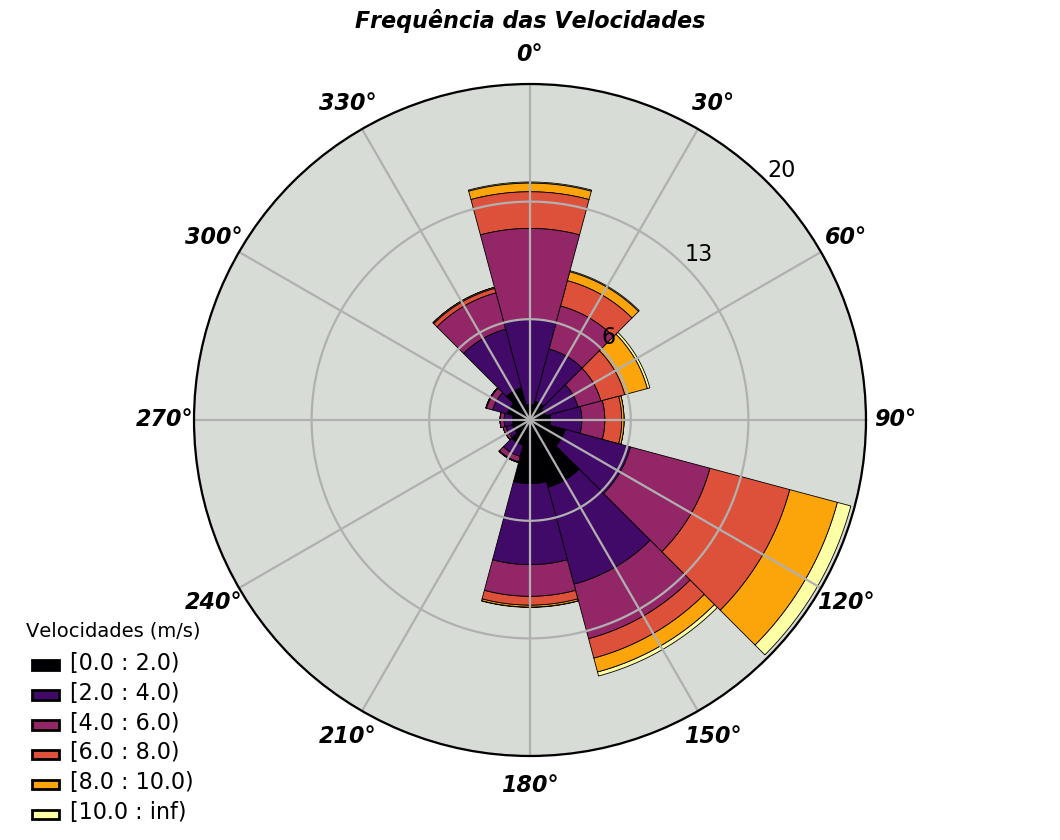 Frequência das Velocidades
0°
330°
30°
20
300°
60°
13
6
270°
90°
240°
120°
210°
150°
180°
Velocidades (m/s)
[0.0 : 2.0)
[2.0 : 4.0)
[4.0 : 6.0)
[6.0 : 8.0)
[8.0 : 10.0)
[10.0 : inf)